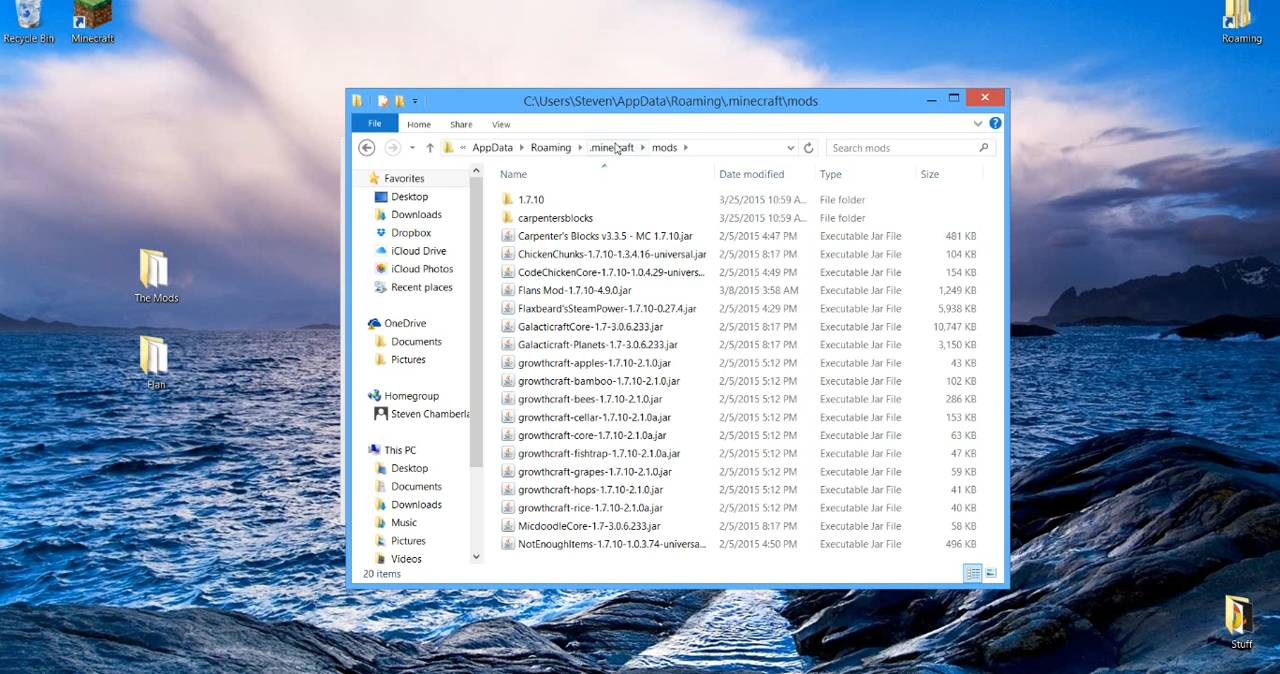 Recycle Bin
Minecraft
Roaming
The Mods
Flan
Stuff
C:\Users\Steven\AppData\Roaming\.minecraft\mods
File Home Share View
« AppData Roaming .minecraft mods
Search mods
Favorites
Desktop
Downloads
Dropbox
iCloud Drive
iCloud Photos
Recent places
OneDrive
Documents
Pictures
Homegroup
Steven Chamberla
This PC
Desktop
Documents
Downloads
Music
Pictures
Videos
Name Date modified Type Size
1.7.10 3/25/2015 10:59 A... File folder
carpentersblocks 3/25/2015 10:59 A... File folder
Carpenter's Blocks v3.3.5 - MC 1.7.10.jar 2/5/2015 4:47 PM Executable Jar File 481 KB
ChickenChunks-1.7.10-1.3.4.16-universal.jar 2/5/2015 8:17 PM Executable Jar File 104 KB
CodeChickenCore-1.7.10-1.0.4.29-univers... 2/5/2015 4:49 PM Executable Jar File 154 KB
Flans Mod-1.7.10-4.9.0.jar 3/8/2015 3:58 AM Executable Jar File 1,249 KB
Flaxbeard'sSteamPower-1.7.10-0.27.4.jar 2/5/2015 4:29 PM Executable Jar File 5,938 KB
GalacticraftCore-1.7-3.0.6.233.jar 2/5/2015 8:17 PM Executable Jar File 10,747 KB
Galacticraft-Planets-1.7-3.0.6.233.jar 2/5/2015 8:17 PM Executable Jar File 3,150 KB
growthcraft-apples-1.7.10-2.1.0.jar 2/5/2015 5:12 PM Executable Jar File 43 KB
growthcraft-bamboo-1.7.10-2.1.0.jar 2/5/2015 5:12 PM Executable Jar File 102 KB
growthcraft-bees-1.7.10-2.1.0.jar 2/5/2015 5:12 PM Executable Jar File 286 KB
growthcraft-cellar-1.7.10-2.1.0a.jar 2/5/2015 5:12 PM Executable Jar File 153 KB
growthcraft-core-1.7.10-2.1.0a.jar 2/5/2015 5:12 PM Executable Jar File 63 KB
growthcraft-fishtrap-1.7.10-2.1.0a.jar 2/5/2015 5:12 PM Executable Jar File 47 KB
growthcraft-grapes-1.7.10-2.1.0.jar 2/5/2015 5:12 PM Executable Jar File 59 KB
growthcraft-hops-1.7.10-2.1.0.jar 2/5/2015 5:12 PM Executable Jar File 41 KB
growthcraft-rice-1.7.10-2.1.0a.jar 2/5/2015 5:12 PM Executable Jar File 40 KB
MicdoodleCore-1.7-3.0.6.233.jar 2/5/2015 8:17 PM Executable Jar File 58 KB
NotEnoughItems-1.7.10-1.0.3.74-universa... 2/5/2015 4:50 PM Executable Jar File 496 KB
20 items